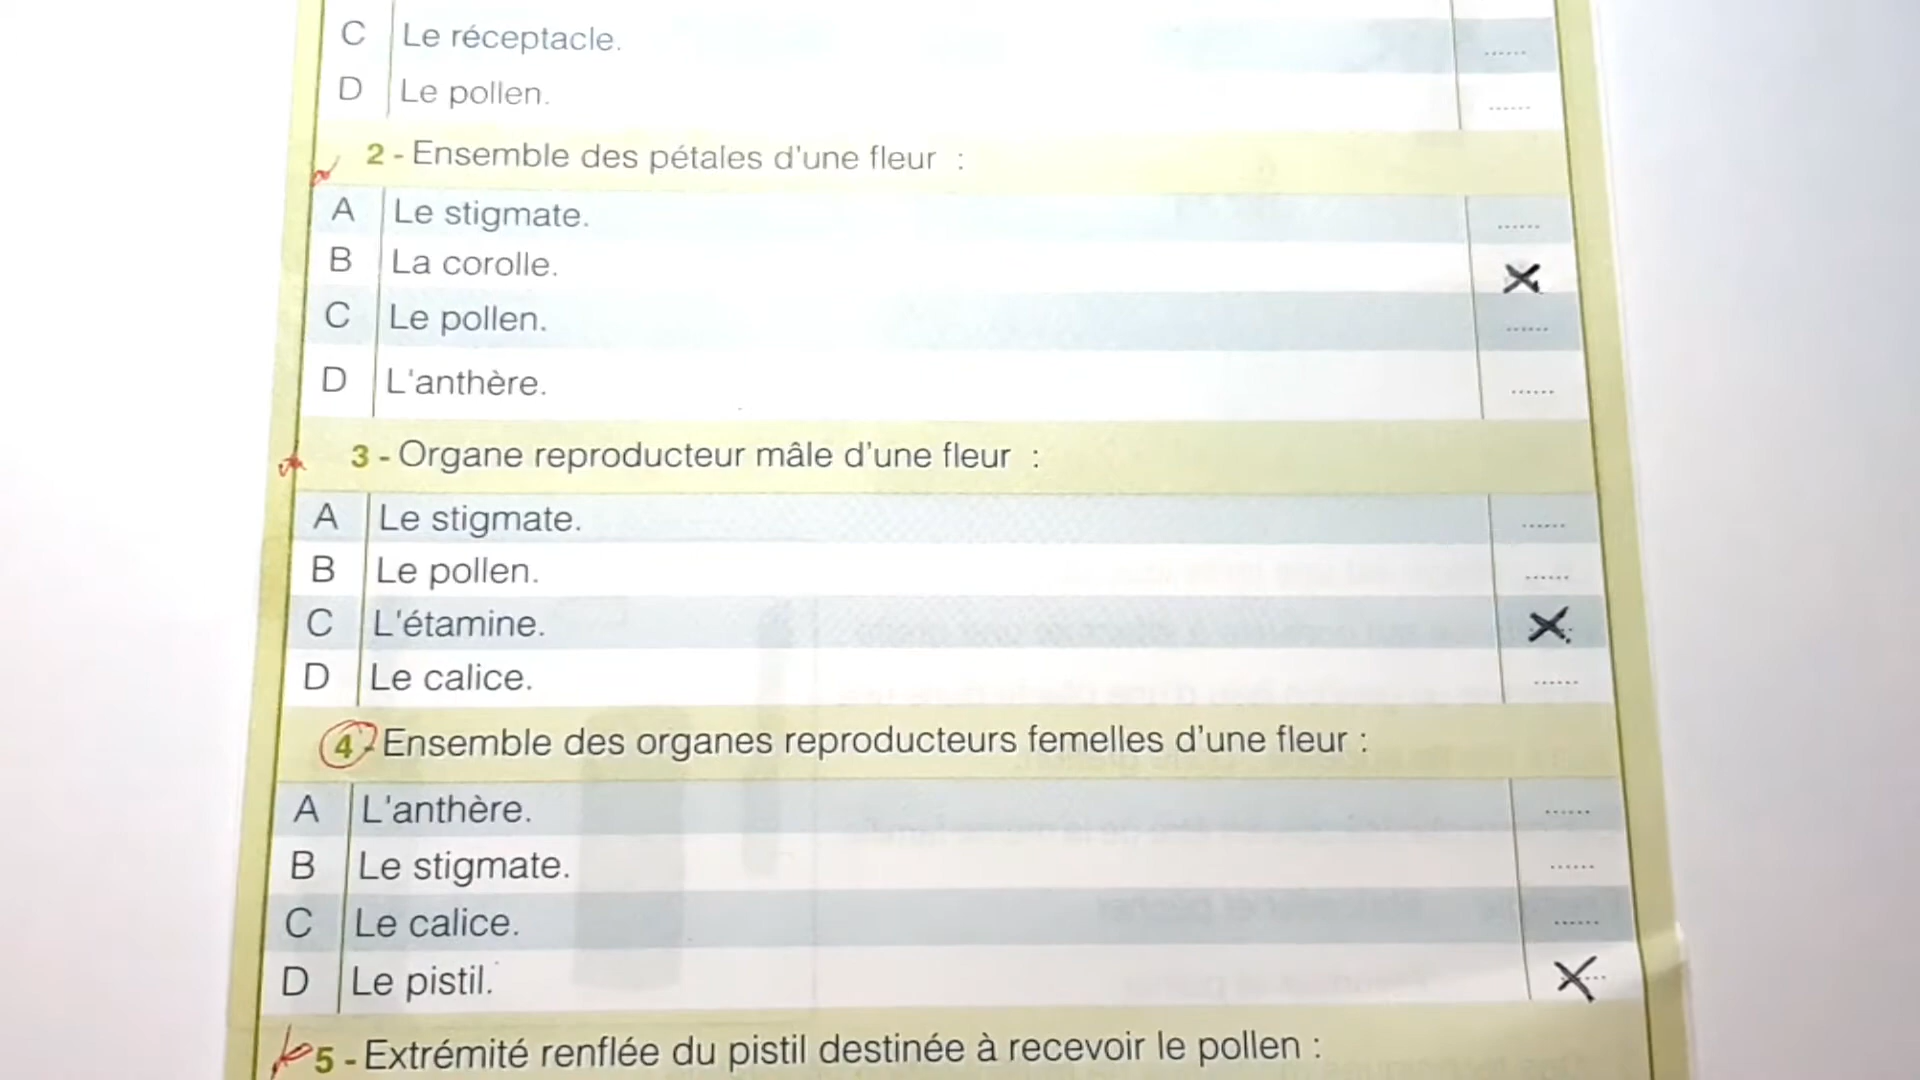 C Le réceptacle. ......
D Le pollen. ......
2 - Ensemble des pétales d'une fleur :
A Le stigmate. ......
B La corolle. X
C Le pollen. ......
D L'anthère. ......
3 - Organe reproducteur mâle d'une fleur :
A Le stigmate. ......
B Le pollen. ......
C L'étamine. X
D Le calice. ......
4 - Ensemble des organes reproducteurs femelles d'une fleur :
A L'anthère. ......
B Le stigmate. ......
C Le calice. ......
D Le pistil. X
5 - Extrémité renflée du pistil destinée à recevoir le pollen :